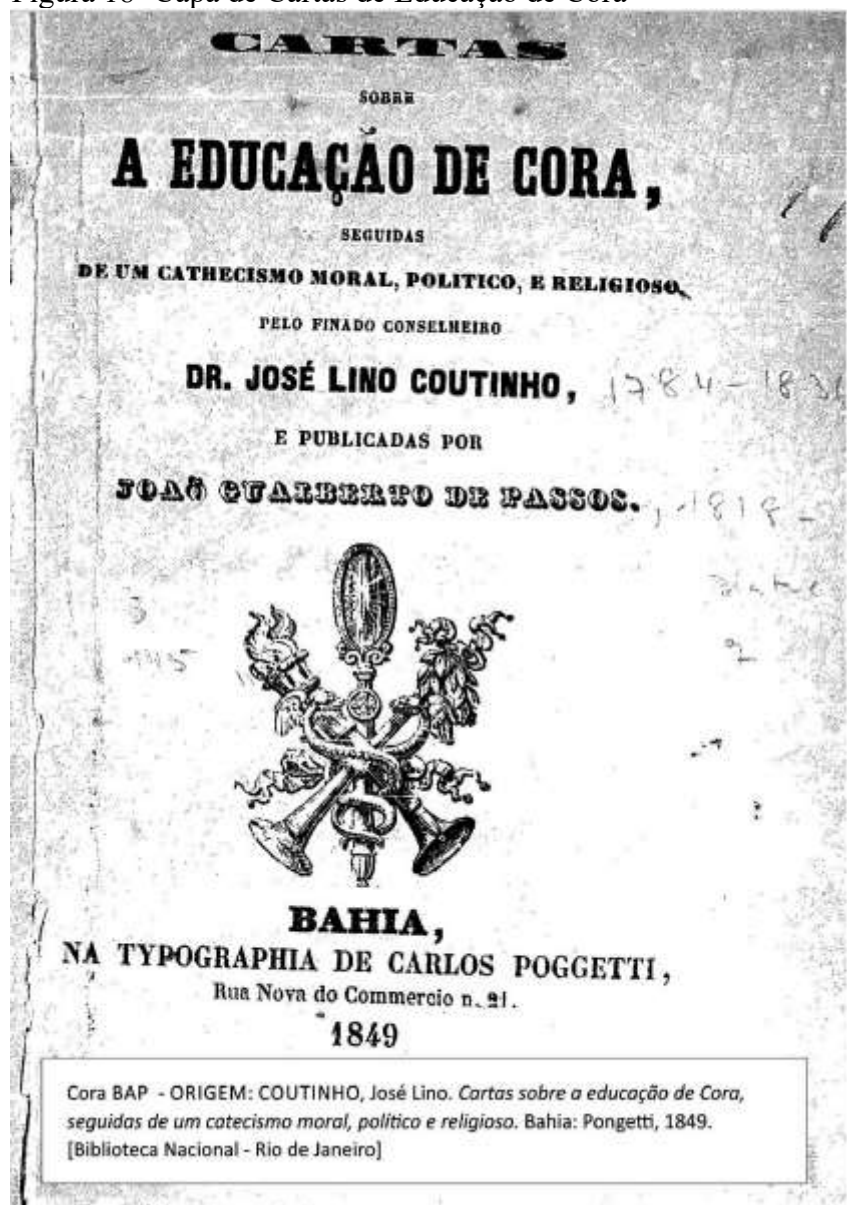 Figura 18- Capa de Cartas de Educação de Cora
CARTAS
SOBRE
A EDUCAÇÃO DE CORA,
SEGUIDAS
DE UM CATHECISMO MORAL, POLITICO, E RELIGIOSO,
PELO FINADO CONSELHEIRO
DR. JOSÉ LINO COUTINHO, 1784-1836
E PUBLICADAS POR
JOAÕ GUALBERTO DE PASSOS. , 1818 -
BAHIA,
NA TYPOGRAPHIA DE CARLOS POGGETTI,
Rua Nova do Commercio n. 21.
1849
Cora BAP - ORIGEM: COUTINHO, José Lino. Cartas sobre a educação de Cora,
seguidas de um catecismo moral, político e religioso. Bahia: Pongetti, 1849.
[Biblioteca Nacional - Rio de Janeiro]